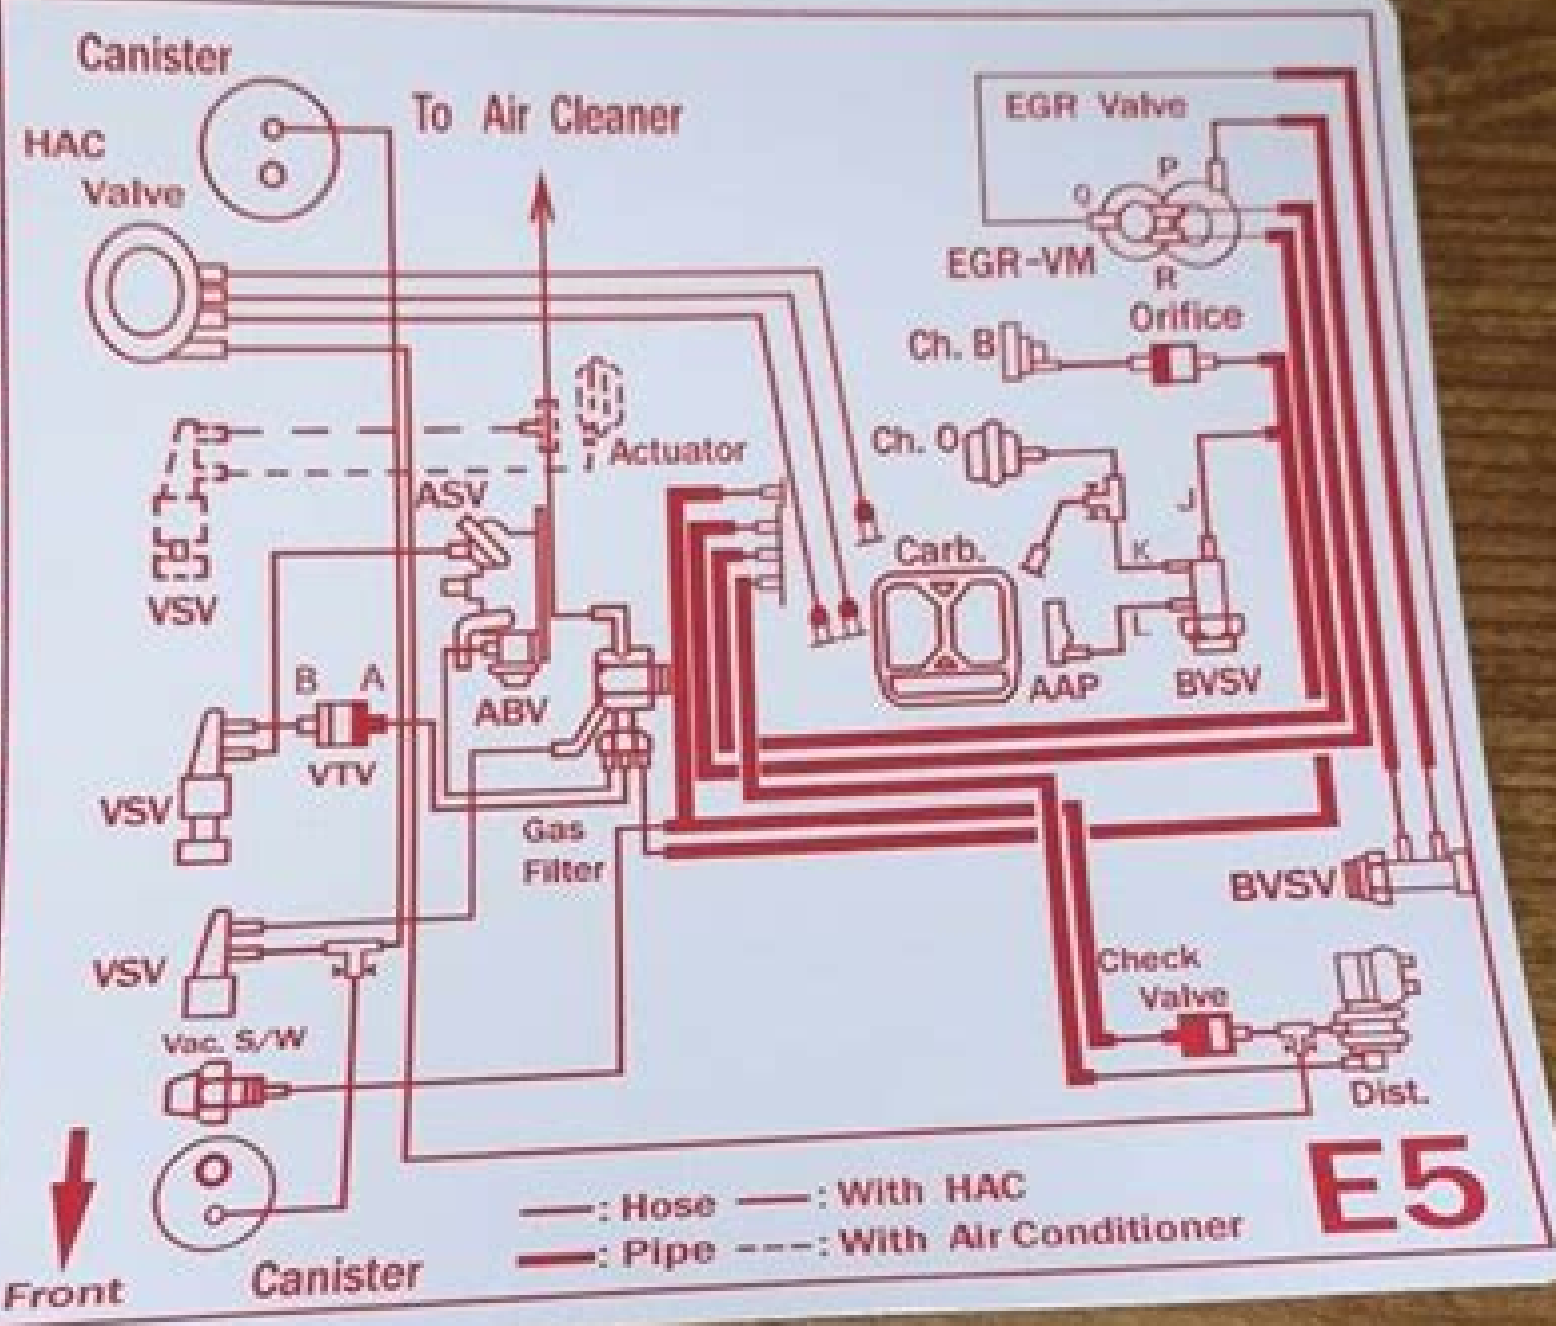 Canister
To Air Cleaner
HAC
Valve
EGR Valve
P
Q
EGR-VM
R
Orifice
Ch. B
Ch. O
Actuator
ASV
J
Carb.
K
VSV
L
B A
ABV
AAP
BVSV
VTV
VSV
Gas
Filter
BVSV
VSV
Check
Valve
Vac. S/W
Dist.
E5
—: Hose —: With HAC
—: Pipe ---: With Air Conditioner
Canister
Front